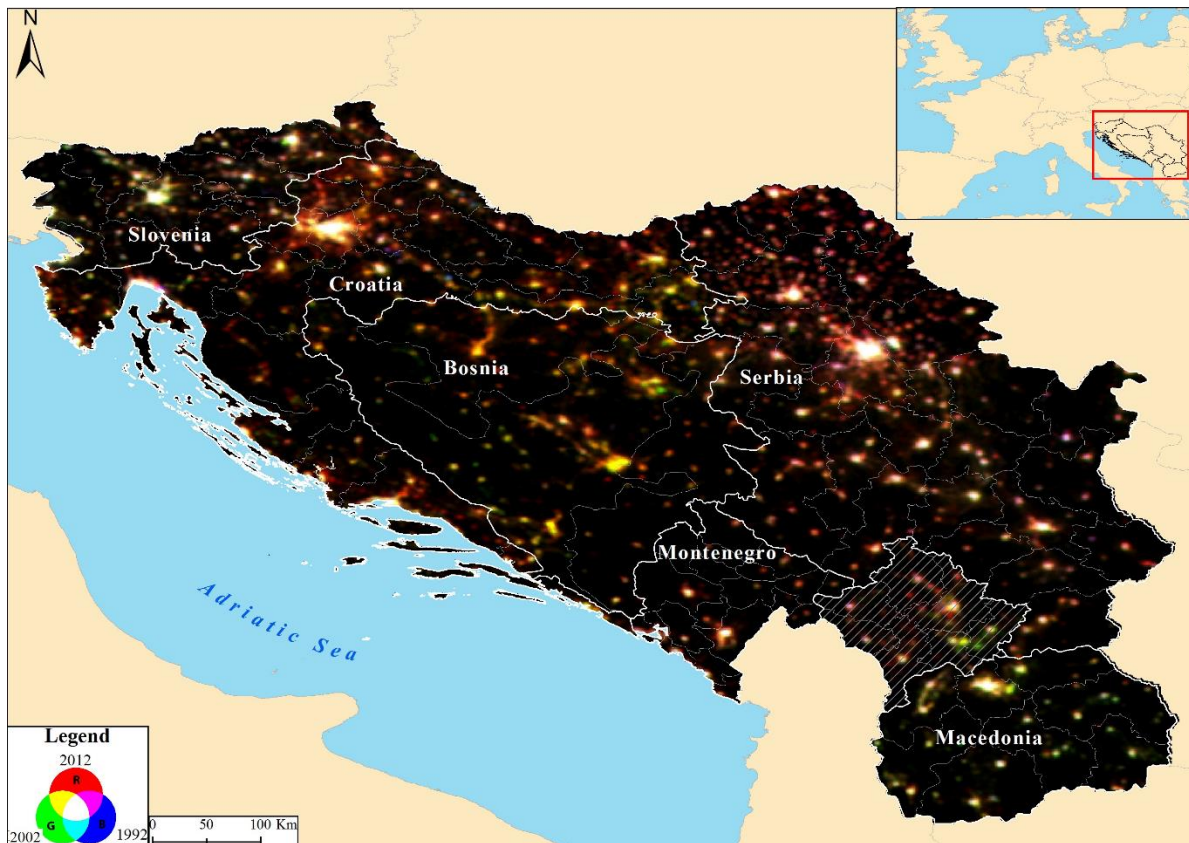 N
Slovenia
Croatia
Bosnia
Serbia
Montenegro
Macedonia
Adriatic Sea
Legend
2012
R
G
B
2002
1992
0 50 100 Km